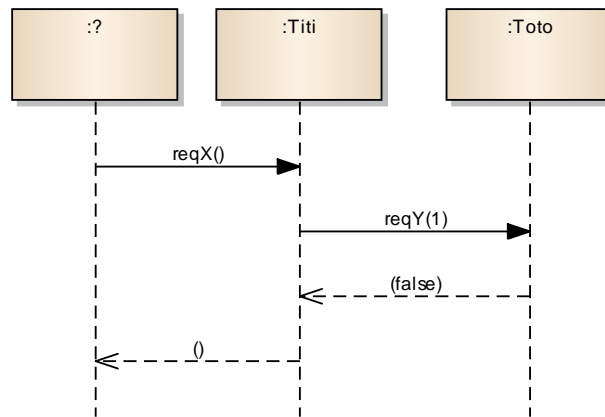 :?
:Titi
:Toto
reqX()
reqY(1)
(false)
()